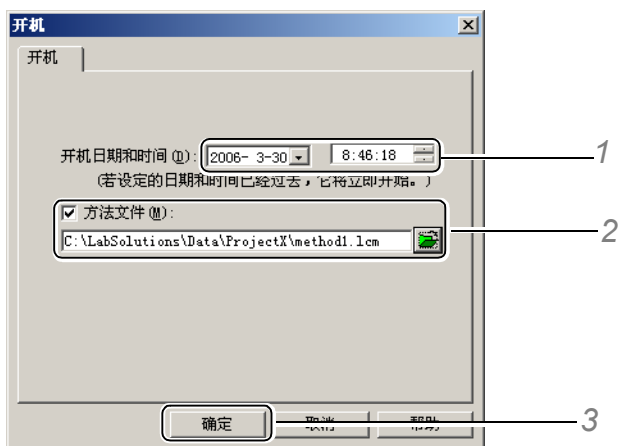 开机
开机
开机日期和时间(D): 2006- 3-30 8:46:18 1
(若设定的日期和时间已经过去，它将立即开始。)
方法文件(M):
C:\LabSolutions\Data\ProjectX\method1.lcm 2
确定 取消 帮助 3